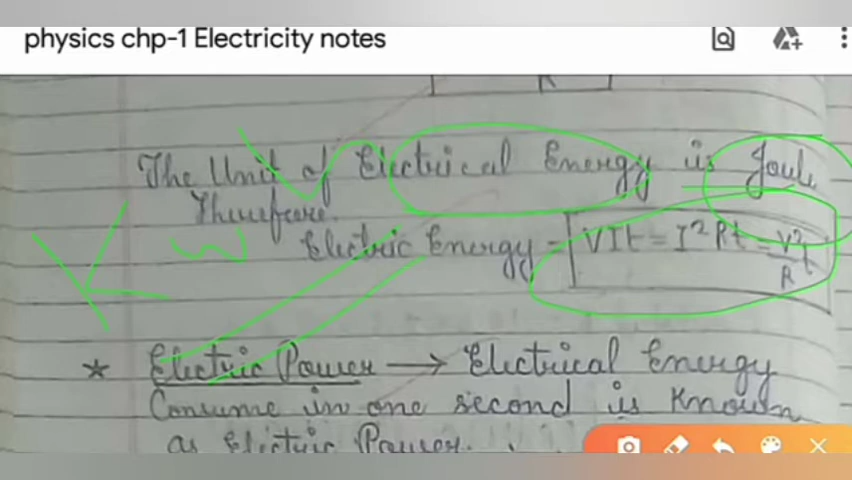 physics chp-1 Electricity notes
R
The Unit of Electrical Energy is Joule
Therefore.
K W Electric Energy = VIt = I²Rt = V²/R t
* Electric Power → Electrical Energy
Consume in one second is Known
as Electric Power.